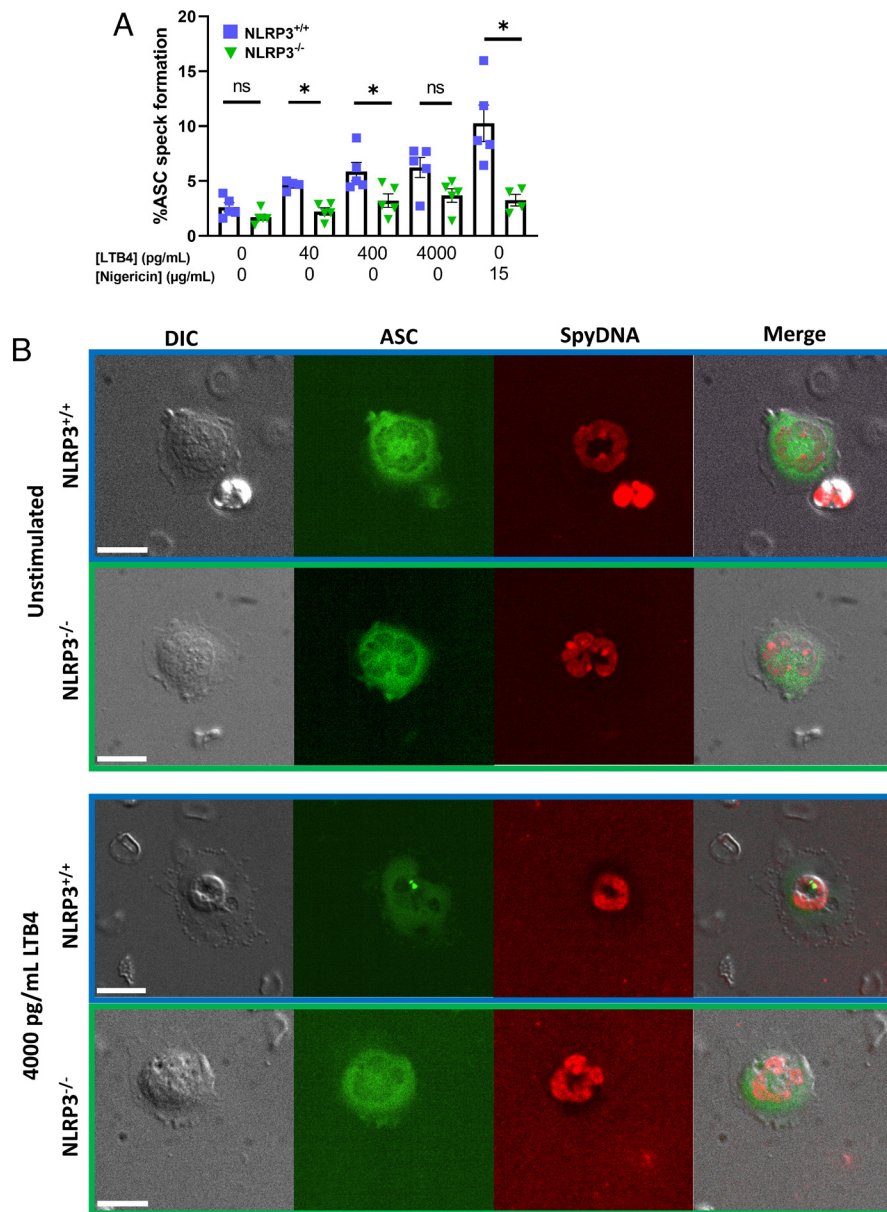 A
NLRP3+/+
NLRP3-/-
ns * * ns *
%ASC speck formation
20
15
10
5
0
[LTB4] (pg/mL) 0 40 400 4000 0
[Nigericin] (µg/mL) 0 0 0 0 15
B
DIC ASC SpyDNA Merge
Unstimulated
NLRP3+/+
NLRP3-/-
4000 pg/mL LTB4
NLRP3+/+
NLRP3-/-